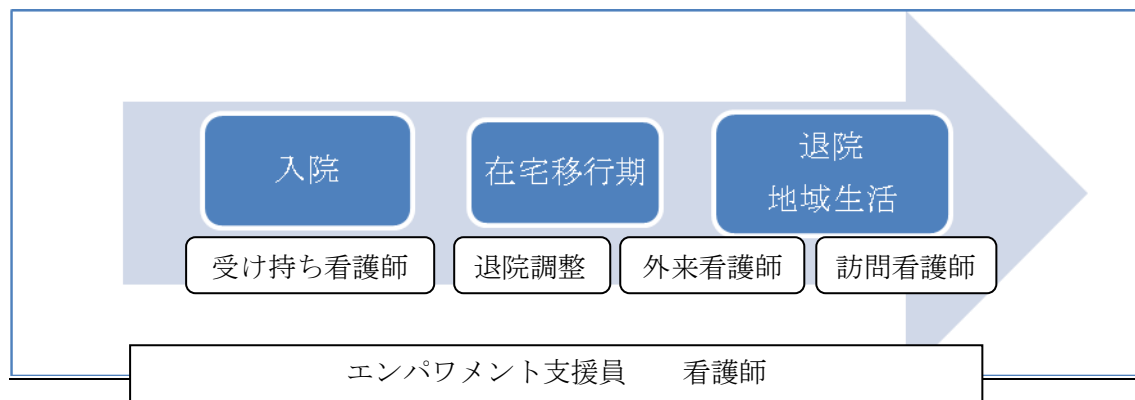 入院
在宅移行期
退院
地域生活
受け持ち看護師
退院調整
外来看護師
訪問看護師
エンパワメント支援員　　看護師